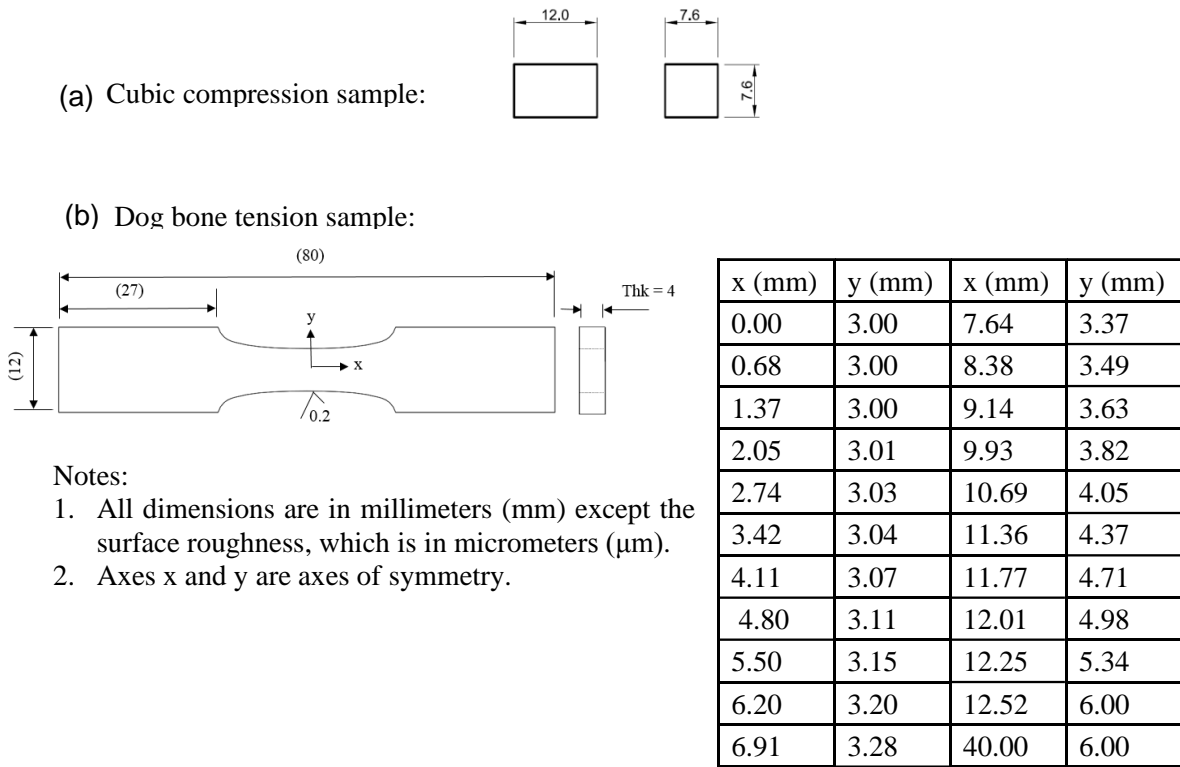 12.0 7.6
7.6
(a) Cubic compression sample:
(b) Dog bone tension sample:
(80)
(27)
Thk = 4
y
x
(12)
0.2
Notes:
1. All dimensions are in millimeters (mm) except the
surface roughness, which is in micrometers (μm).
2. Axes x and y are axes of symmetry.
x (mm) y (mm) x (mm) y (mm)
0.00 3.00 7.64 3.37
0.68 3.00 8.38 3.49
1.37 3.00 9.14 3.63
2.05 3.01 9.93 3.82
2.74 3.03 10.69 4.05
3.42 3.04 11.36 4.37
4.11 3.07 11.77 4.71
4.80 3.11 12.01 4.98
5.50 3.15 12.25 5.34
6.20 3.20 12.52 6.00
6.91 3.28 40.00 6.00